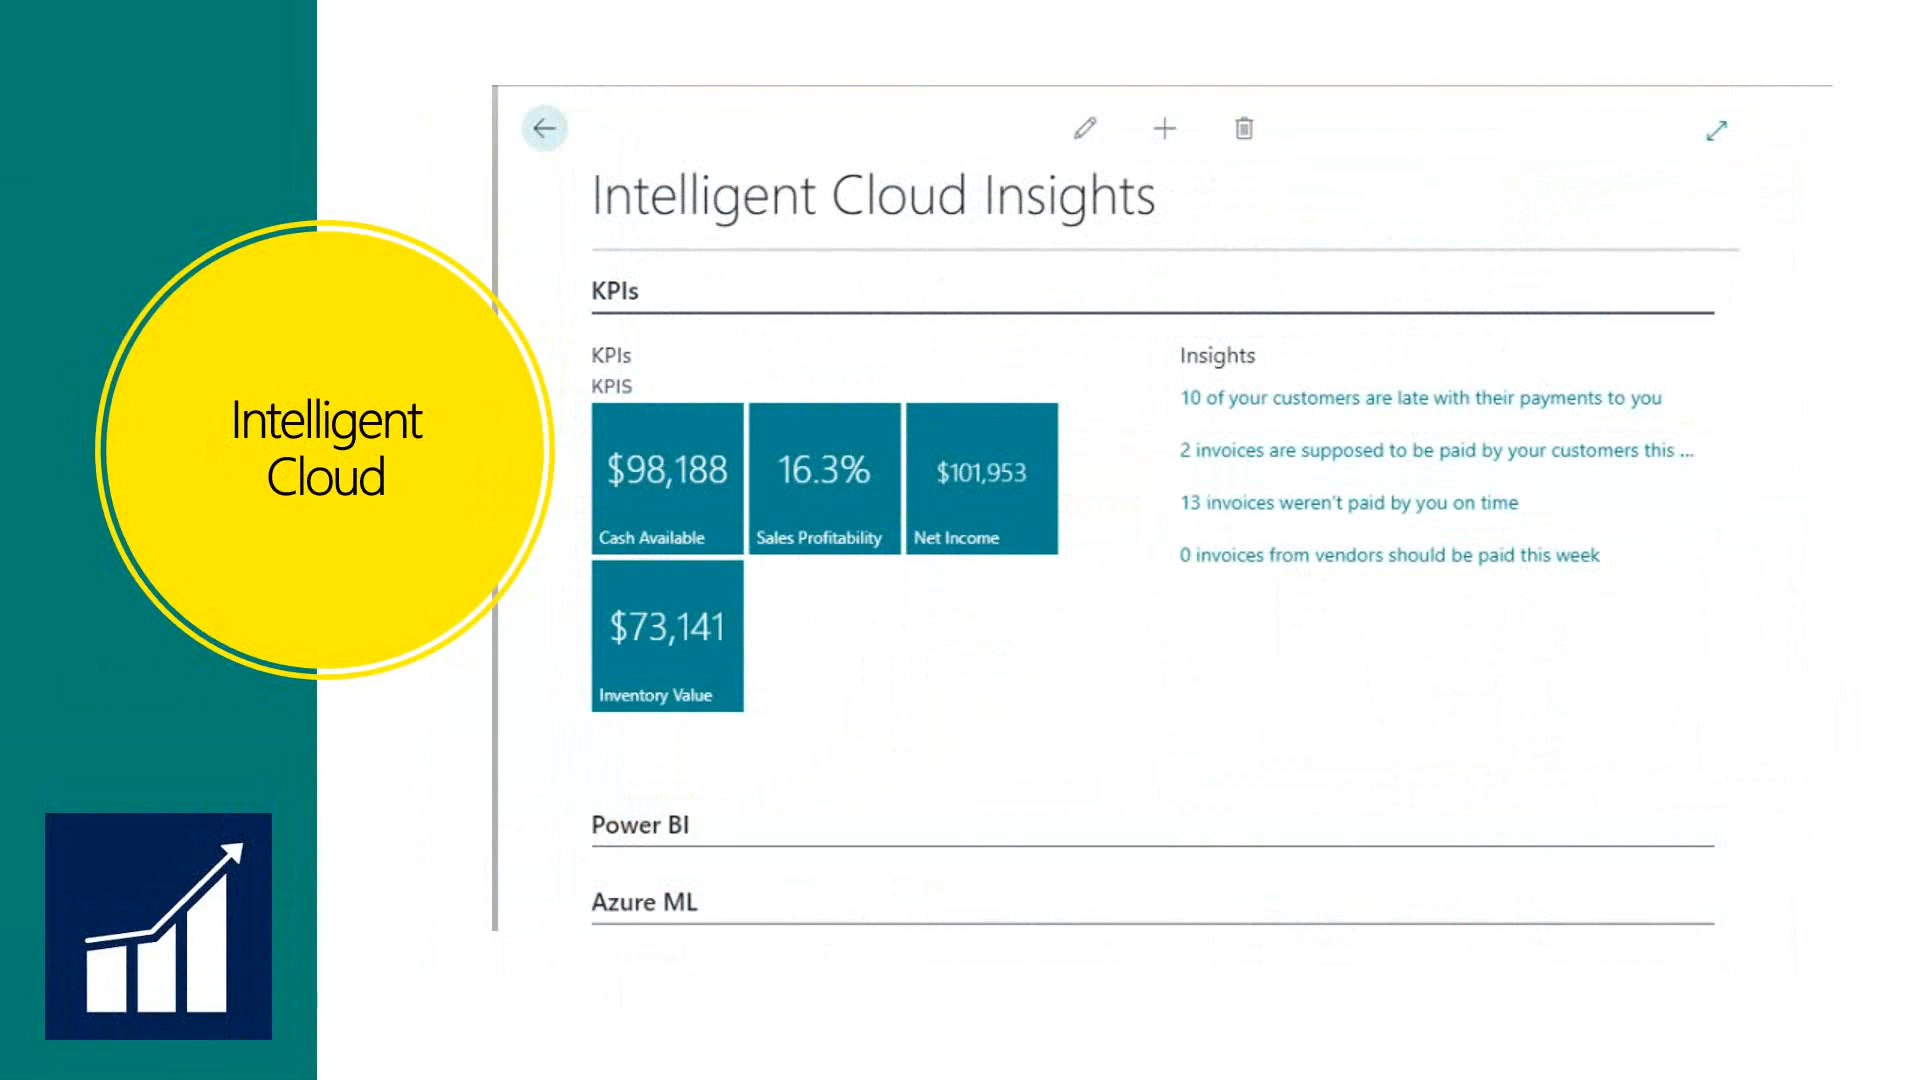 Intelligent
Cloud
Intelligent Cloud Insights
KPIs
KPIs
KPIS
$98,188
Cash Available
16.3%
Sales Profitability
$101,953
Net Income
$73,141
Inventory Value
Insights
10 of your customers are late with their payments to you
2 invoices are supposed to be paid by your customers this ...
13 invoices weren't paid by you on time
0 invoices from vendors should be paid this week
Power BI
Azure ML